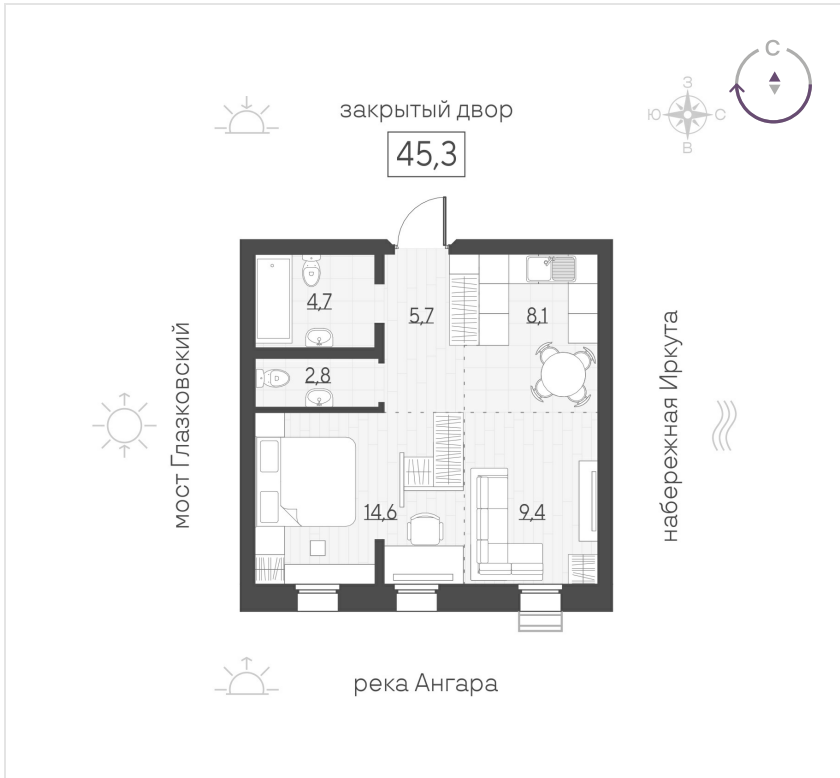 С
закрытый двор
З
Ю
С
В
45,3
4,7
5,7
8,1
2,8
14,6
9,4
мост Глазковский
набережная Иркута
река Ангара